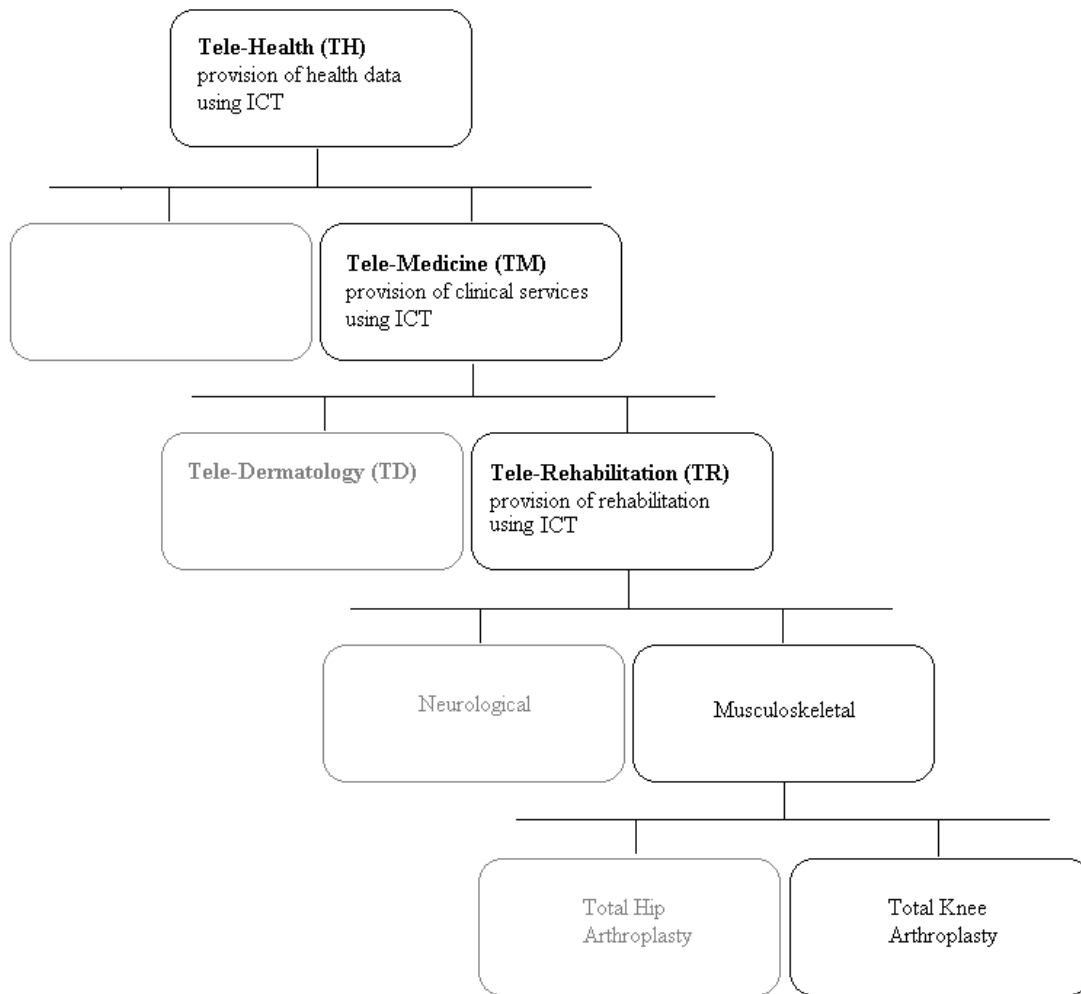 Tele-Health (TH)
provision of health data
using ICT
Tele-Medicine (TM)
provision of clinical services
using ICT
Tele-Dermatology (TD)
Tele-Rehabilitation (TR)
provision of rehabilitation
using ICT
Neurological
Musculoskeletal
Total Hip
Arthroplasty
Total Knee
Arthroplasty